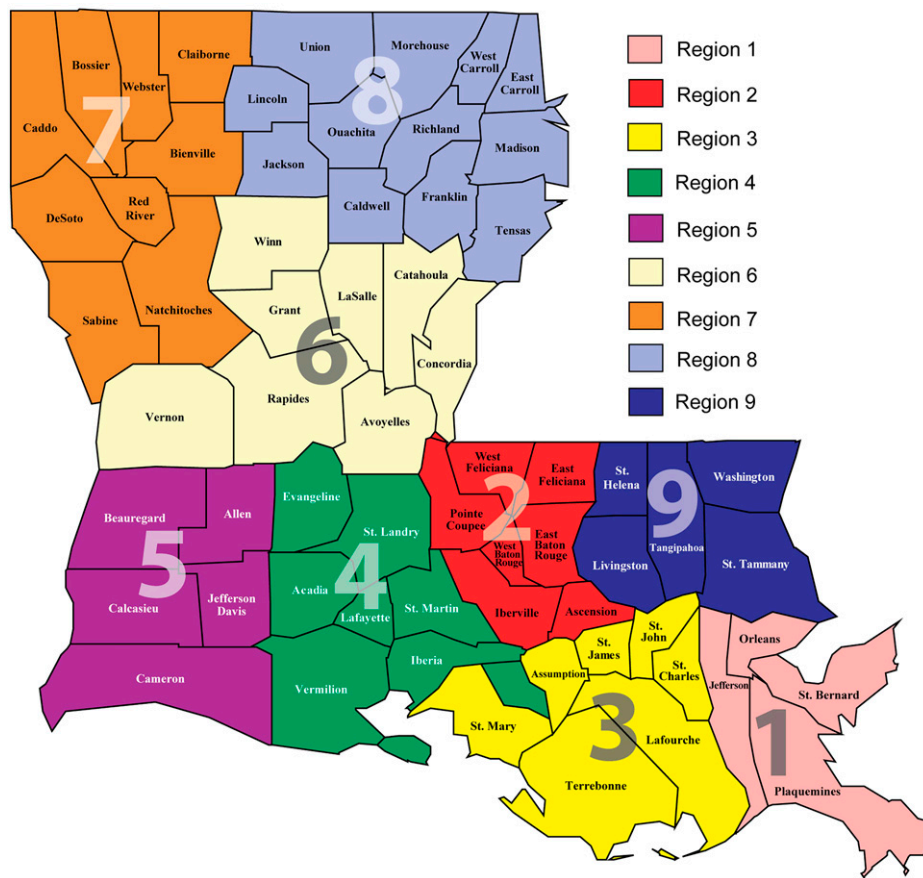 Union
Morehouse
West
Carroll
East
Carroll
Claiborne
Bossier
Webster
8
Lincoln
Ouachita
Richland
Madison
Caddo
7
Bienville
Jackson
Franklin
Caldwell
Tensas
DeSoto
Red
River
Winn
Catahoula
LaSalle
Grant
Natchitoches
Sabine
6
Concordia
Rapides
Vernon
Avoyelles
West
Feliciana
East
Feliciana
St.
Helena
Washington
2
9
Evangeline
Pointe
Coupee
Beauregard
Allen
St. Landry
East
Baton
Rouge
West
Baton
Rouge
Tangipahoa
Livingston
St. Tammany
5
4
Acadia
Calcasieu
Jefferson
Davis
Lafayette
St. Martin
Iberville
Ascension
St.
John
St.
James
Orleans
Iberia
Assumption
St.
Charles
Jefferson
Cameron
Vermilion
St. Bernard
St. Mary
3
Lafourche
1
Terrebonne
Plaquemines
Region 1
Region 2
Region 3
Region 4
Region 5
Region 6
Region 7
Region 8
Region 9